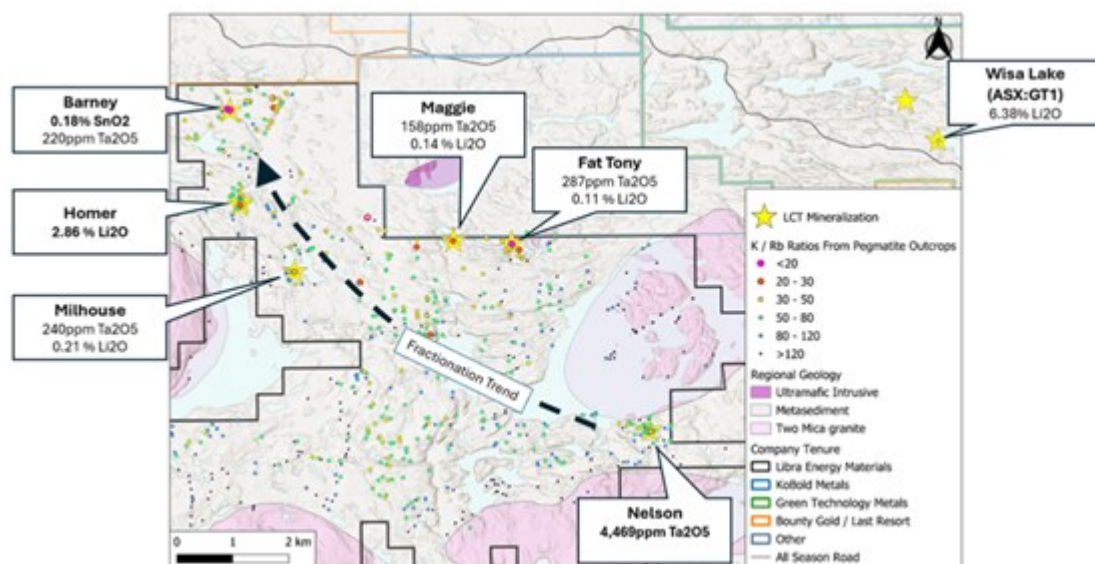 N
Wisa Lake
(ASX:GT1)
6.38% Li2O
Barney
0.18% SnO2
220ppm Ta2O5
Maggie
158ppm Ta2O5
0.14 % Li2O
Fat Tony
287ppm Ta2O5
0.11 % Li2O
Homer
2.86 % Li2O
Milhouse
240ppm Ta2O5
0.21 % Li2O
Fractionation Trend
Nelson
4,469ppm Ta2O5
LCT Mineralization
K / Rb Ratios From Pegmatite Outcrops
<20
20 - 30
30 - 50
50 - 80
80 - 120
>120
Regional Geology
Ultramafic Intrusive
Metasediment
Two Mica granite
Company Tenure
Libra Energy Materials
KoBold Metals
Green Technology Metals
Bounty Gold / Last Resort
Other
All Season Road
0 1 2 km